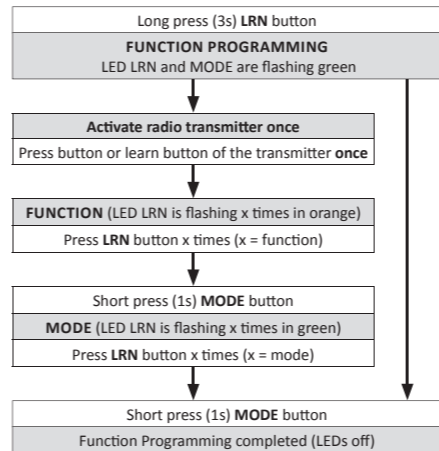 Long press (3s) LRN button
FUNCTION PROGRAMMING
LED LRN and MODE are flashing green
Activate radio transmitter once
Press button or learn button of the transmitter once
FUNCTION (LED LRN is flashing x times in orange)
Press LRN button x times (x = function)
Short press (1s) MODE button
MODE (LED LRN is flashing x times in green)
Press LRN button x times (x = mode)
Short press (1s) MODE button
Function Programming completed (LEDs off)